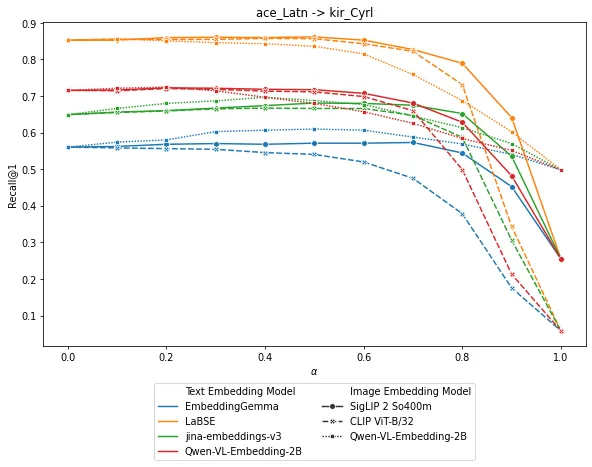 ace_Latn -> kir_Cyrl
Recall@1
0.9
0.8
0.7
0.6
0.5
0.4
0.3
0.2
0.1
0.0 0.2 0.4 0.6 0.8 1.0
α
Text Embedding Model
EmbeddingGemma
LaBSE
jina-embeddings-v3
Qwen-VL-Embedding-2B
Image Embedding Model
SigLIP 2 So400m
CLIP ViT-B/32
Qwen-VL-Embedding-2B